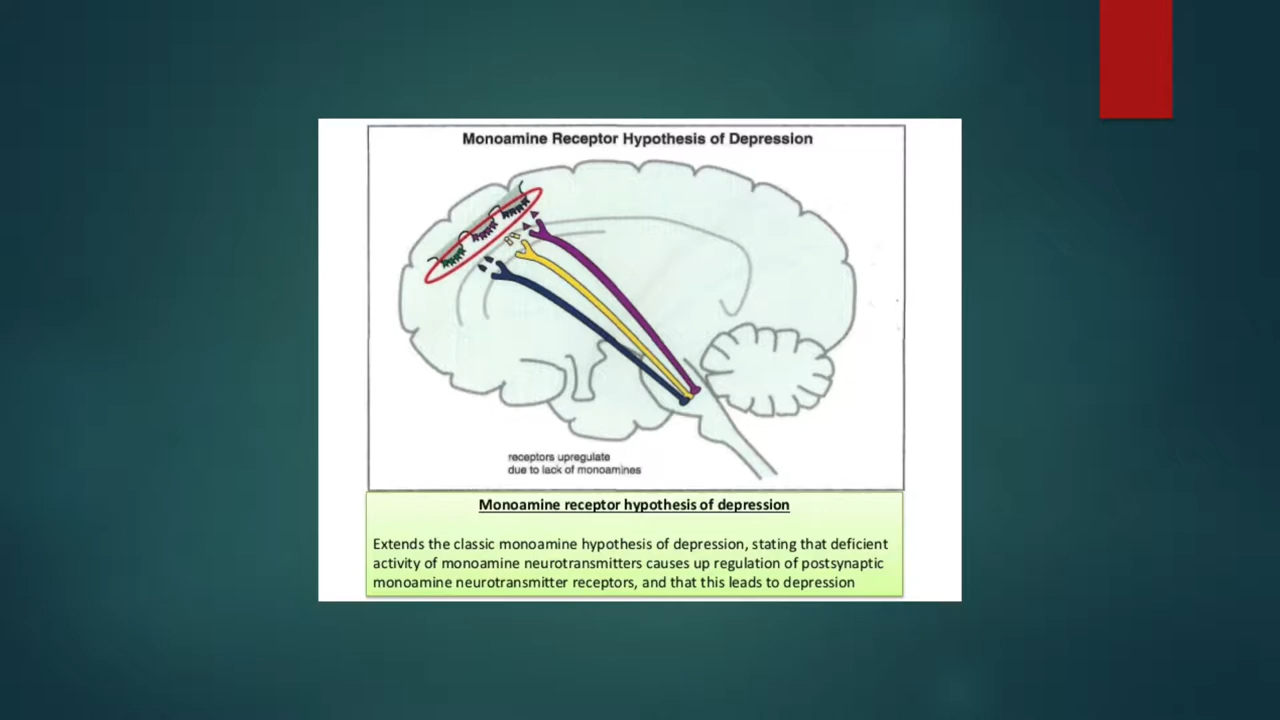 Monoamine Receptor Hypothesis of Depression
receptors upregulate
due to lack of monoamines
Monoamine receptor hypothesis of depression
Extends the classic monoamine hypothesis of depression, stating that deficient
activity of monoamine neurotransmitters causes up regulation of postsynaptic
monoamine neurotransmitter receptors, and that this leads to depression